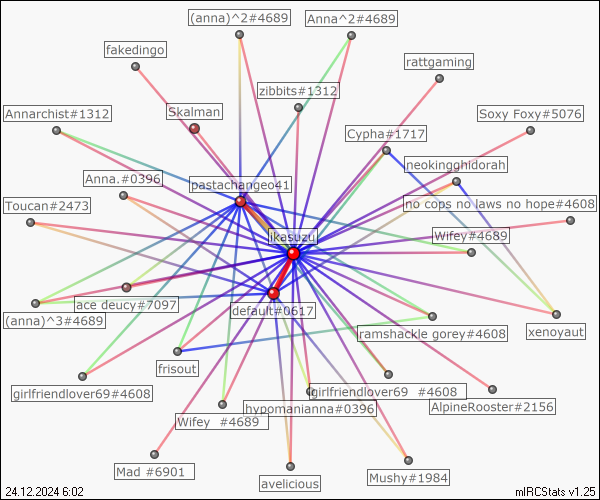 (anna)^2#4689
Anna^2#4689
fakedingo
rattgaming
zibbits#1312
Annarchist#1312
Skalman
Soxy Foxy#5076
Cypha#1717
neokingghidorah
Anna.#0396
pastachangeo41
Toucan#2473
no cops no laws no hope#4608
jikasuzu
Wifey#4689
ace deucy#7097
default#0617
(anna)^3#4689
ramshackle gorey#4608
xenoyaut
frisout
girlfriendlover69#4608
girlfriendlover69 #4608
hypomanianna#0396
AlpineRooster#2156
Wifey #4689
Mad #6901
avelicious
Mushy#1984
24.12.2024 6:02
mIRCStats v1.25